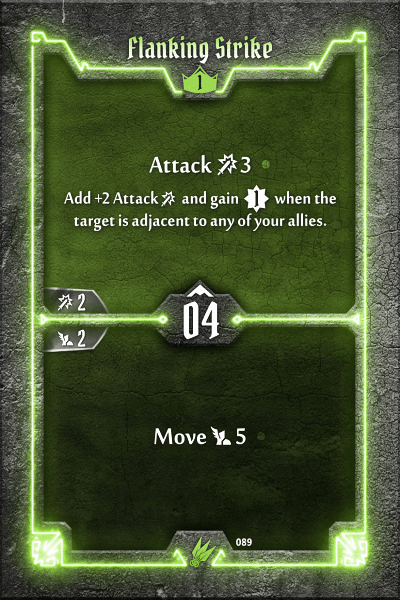 Flanking Strike
1
Attack 3
Add +2 Attack and gain 1 when the
target is adjacent to any of your allies.
2
04
2
Move 5
089